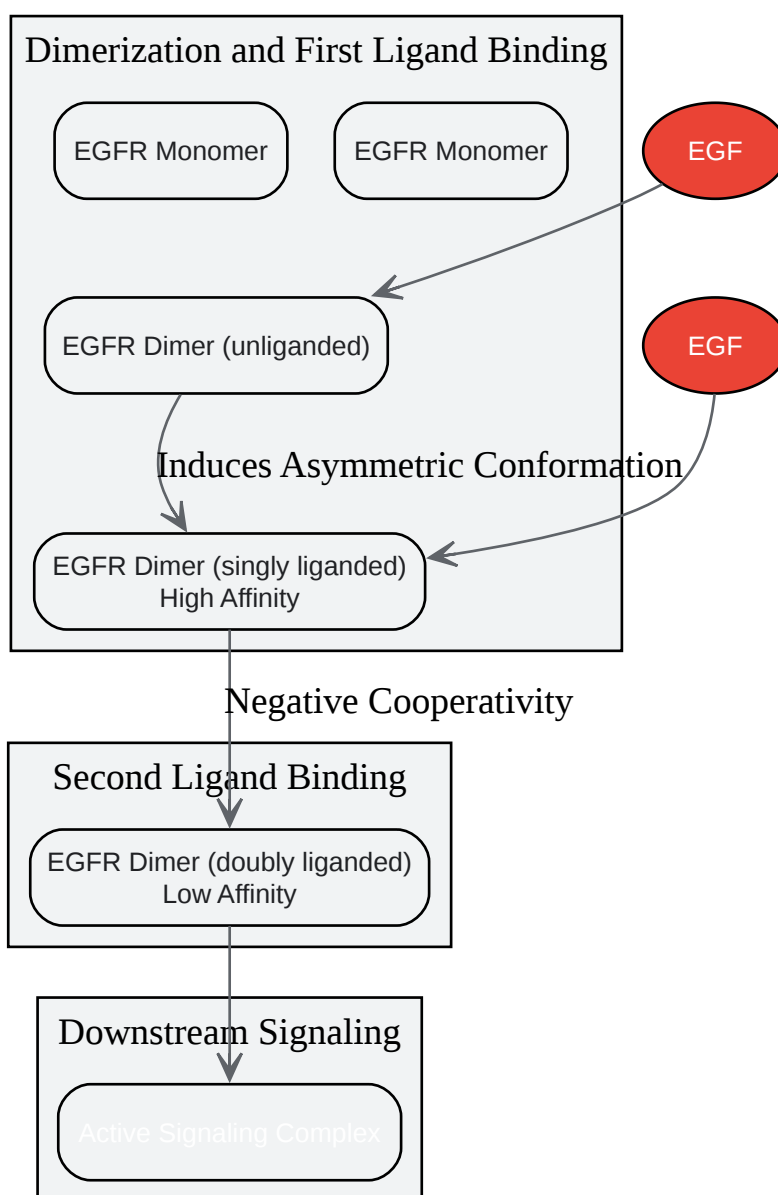 Dimerization and First Ligand Binding
EGFR Monomer
EGFR Monomer
EGF
EGFR Dimer (unliganded)
EGF
Induces Asymmetric Conformation
EGFR Dimer (singly liganded)
High Affinity
Negative Cooperativity
Second Ligand Binding
EGFR Dimer (doubly liganded)
Low Affinity
Downstream Signaling
Active Signaling Complex